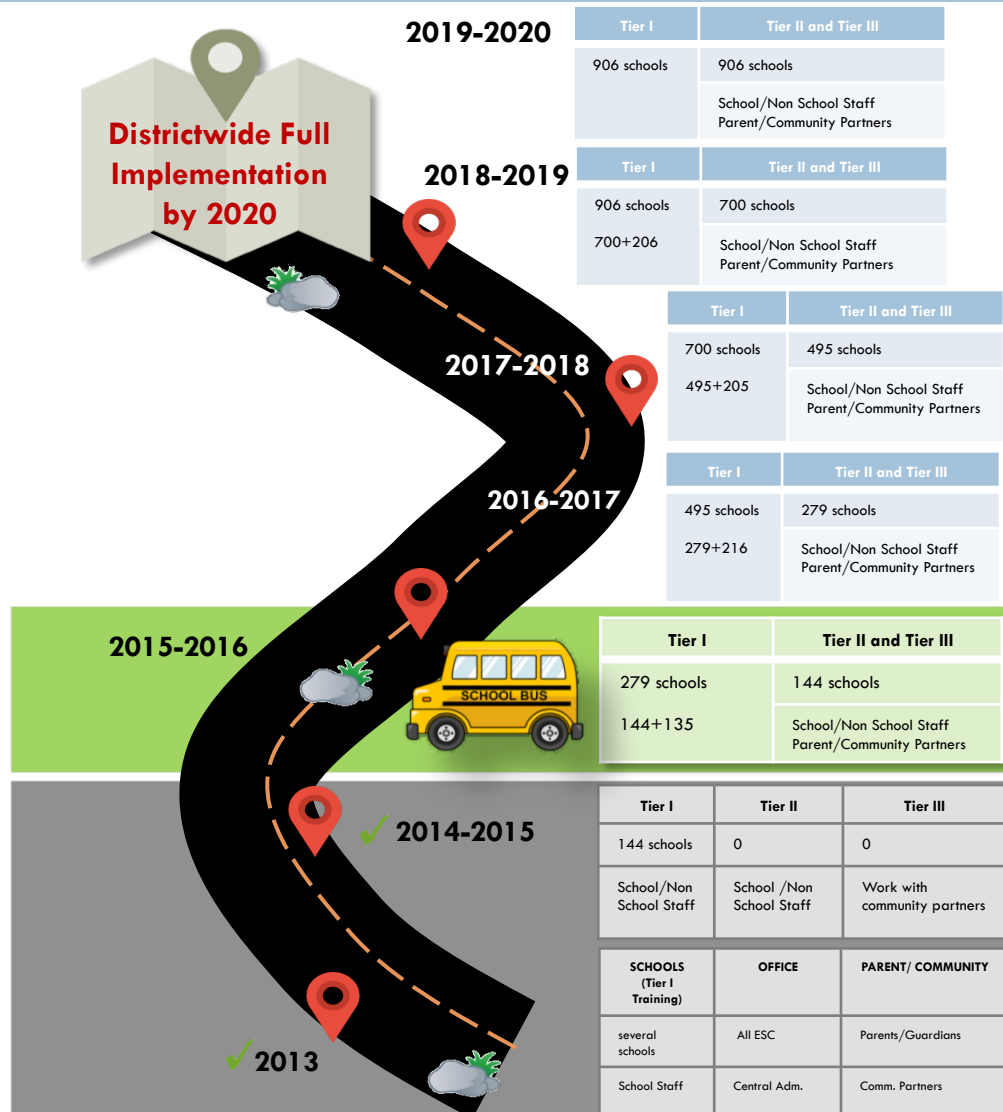 2019-2020
Tier I
Tier II and Tier III
906 schools
906 schools
School/Non School Staff
Parent/Community Partners
Districtwide Full
Implementation
by 2020
2018-2019
Tier I
Tier II and Tier III
906 schools
700 schools
700+206
School/Non School Staff
Parent/Community Partners
2017-2018
Tier I
Tier II and Tier III
700 schools
495 schools
495+205
School/Non School Staff
Parent/Community Partners
2016-2017
Tier I
Tier II and Tier III
495 schools
279 schools
279+216
School/Non School Staff
Parent/Community Partners
2015-2016
SCHOOL BUS
Tier I
Tier II and Tier III
279 schools
144 schools
144+135
School/Non School Staff
Parent/Community Partners
✓ 2014-2015
Tier I
Tier II
Tier III
144 schools
0
0
School/Non
School Staff
School /Non
School Staff
Work with
community partners
✓ 2013
SCHOOLS
(Tier I
Training)
OFFICE
PARENT/ COMMUNITY
several
schools
All ESC
Parents/Guardians
School Staff
Central Adm.
Comm. Partners